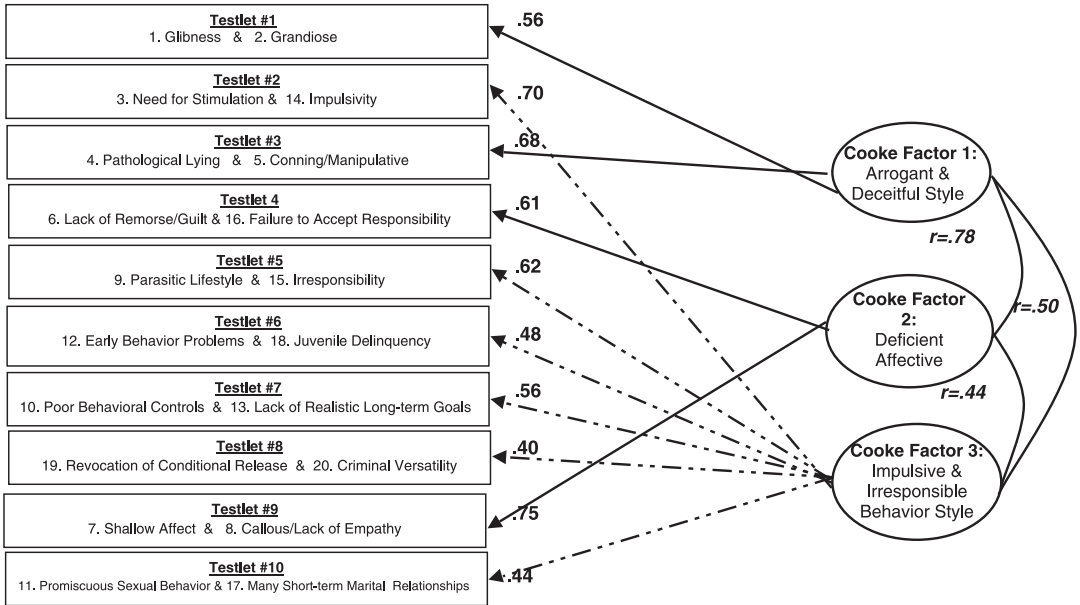 Testlet #1
1. Glibness & 2. Grandiose
Testlet #2
3. Need for Stimulation & 14. Impulsivity
Testlet #3
4. Pathological Lying & 5. Conning/Manipulative
Testlet 4
6. Lack of Remorse/Guilt & 16. Failure to Accept Responsibility
Testlet #5
9. Parasitic Lifestyle & 15. Irresponsibility
Testlet #6
12. Early Behavior Problems & 18. Juvenile Delinquency
Testlet #7
10. Poor Behavioral Controls & 13. Lack of Realistic Long-term Goals
Testlet #8
19. Revocation of Conditional Release & 20. Criminal Versatility
Testlet #9
7. Shallow Affect & 8. Callous/Lack of Empathy
Testlet #10
11. Promiscuous Sexual Behavior & 17. Many Short-term Marital Relationships
.56
.70
.68
.61
.62
.48
.56
.40
.75
.44
Cooke Factor 1:
Arrogant &
Deceitful Style
r=.78
Cooke Factor
2:
Deficient
Affective
r=.50
r=.44
Cooke Factor 3:
Impulsive &
Irresponsible
Behavior Style